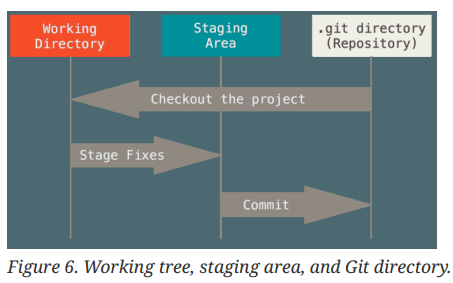 Working
Directory
Staging
Area
.git directory
(Repository)
Checkout the project
Stage Fixes
Commit
Figure 6. Working tree, staging area, and Git directory.